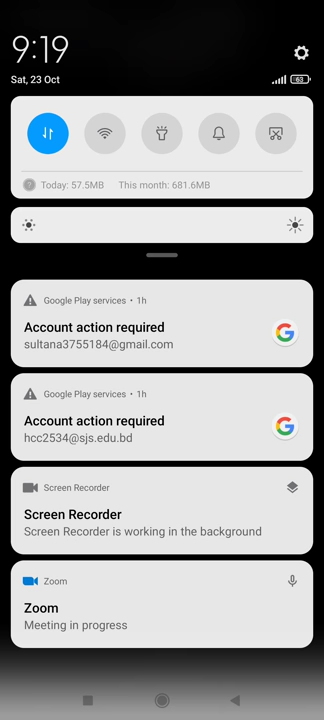 9:19
Sat, 23 Oct
63
Today: 57.5MB This month: 681.6MB
Google Play services • 1h
Account action required
sultana3755184@gmail.com
Google Play services • 1h
Account action required
hcc2534@sjs.edu.bd
Screen Recorder
Screen Recorder
Screen Recorder is working in the background
Zoom
Zoom
Meeting in progress